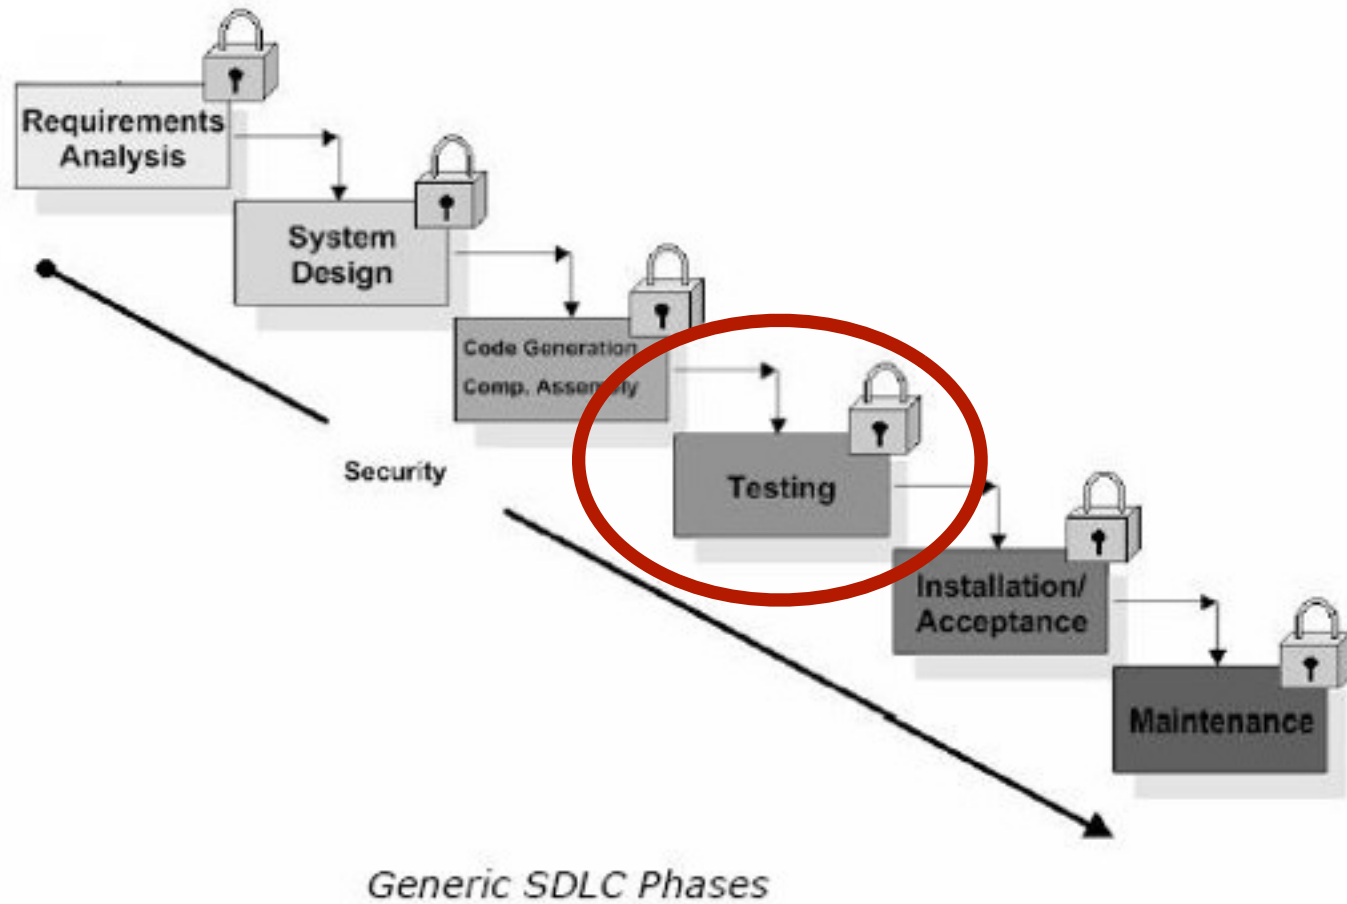 Requirements
Analysis
System
Design
Code Generation
Comp. Assembly
Security
Testing
Installation/
Acceptance
Maintenance
Generic SDLC Phases